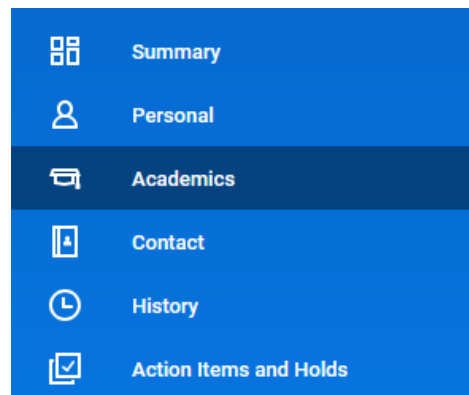 Summary
Personal
Academics
Contact
History
Action Items and Holds